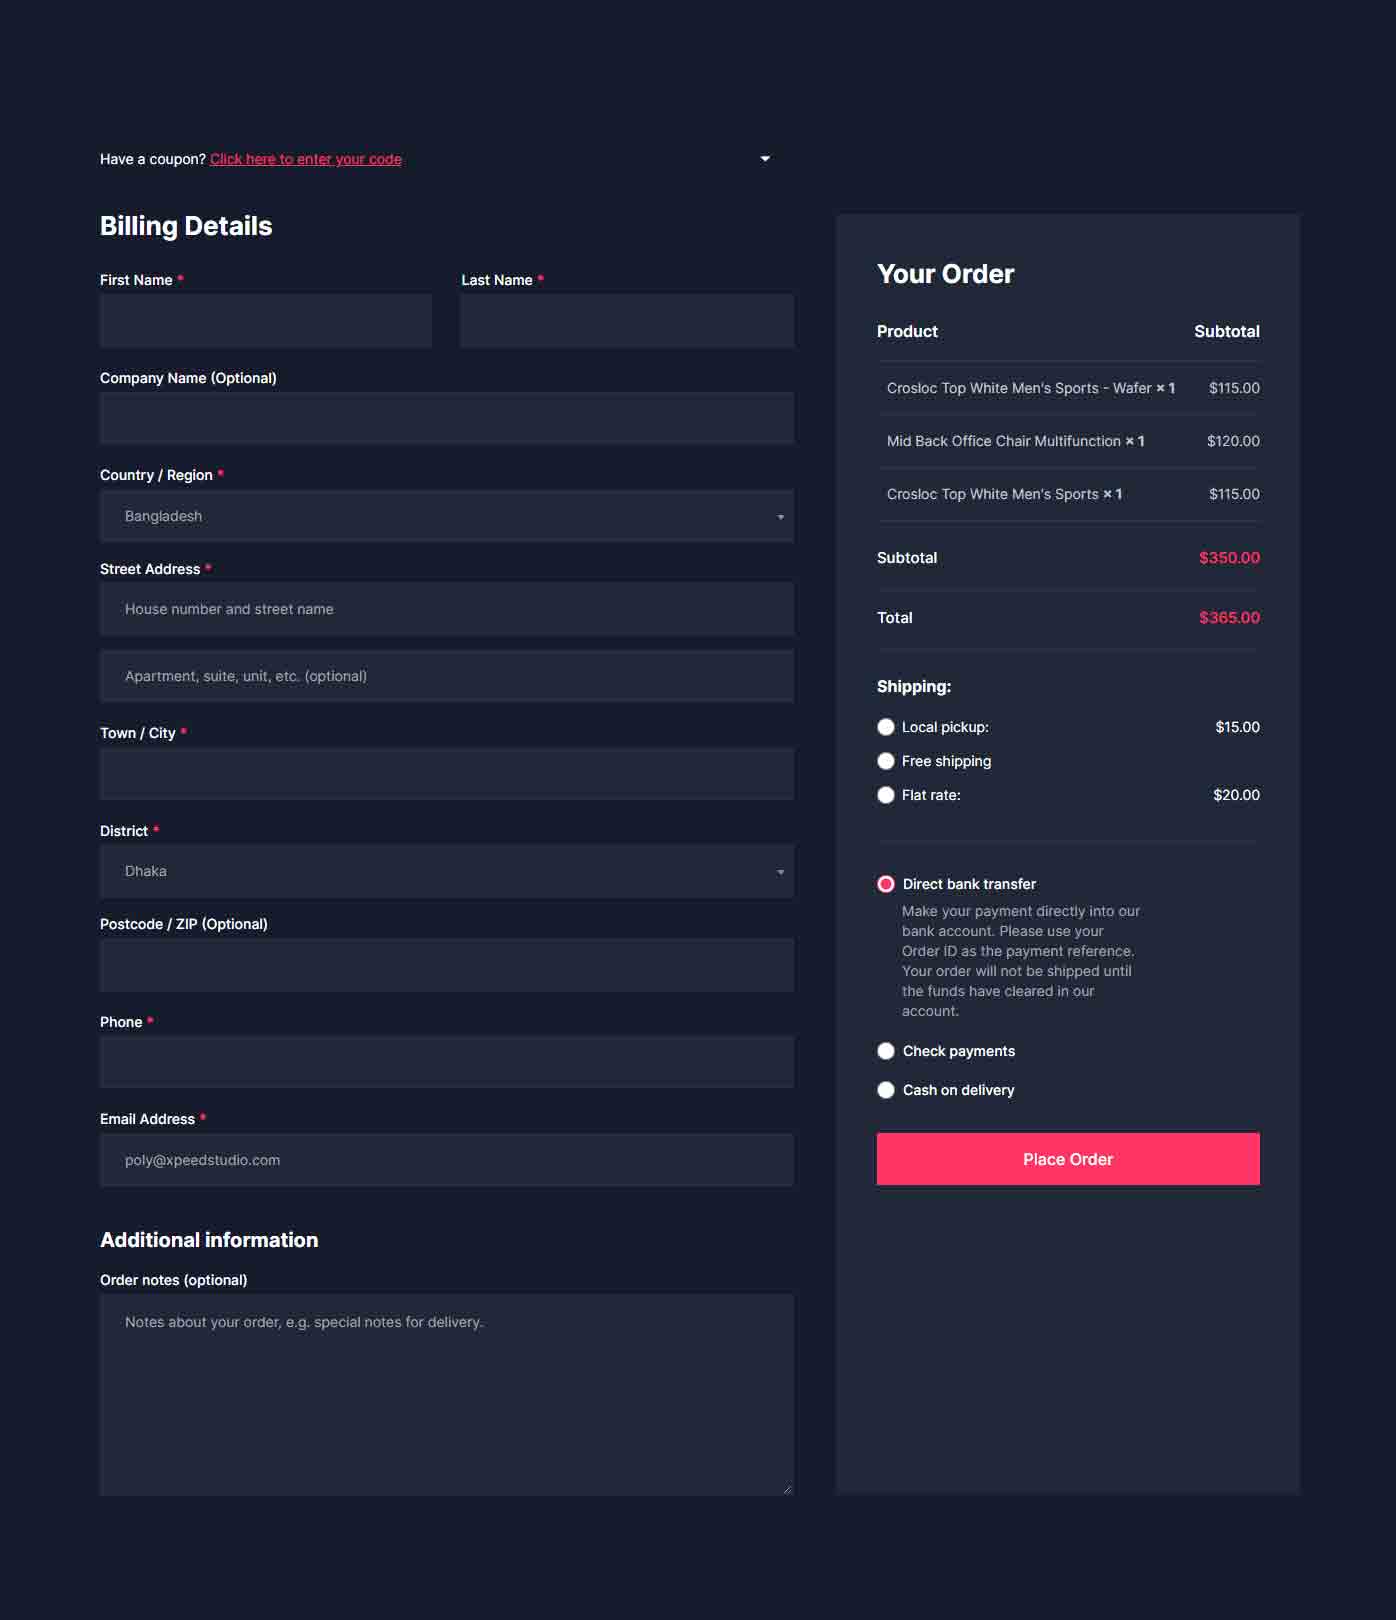 Have a coupon? Click here to enter your code
Billing Details
First Name *
Last Name *
Company Name (Optional)
Country / Region *
Bangladesh
Street Address *
House number and street name
Apartment, suite, unit, etc. (optional)
Town / City *
District *
Dhaka
Postcode / ZIP (Optional)
Phone *
Email Address *
poly@xpeedstudio.com
Additional information
Order notes (optional)
Notes about your order, e.g. special notes for delivery.
Your Order
Product Subtotal
Crosloc Top White Men's Sports - Wafer × 1 $115.00
Mid Back Office Chair Multifunction × 1 $120.00
Crosloc Top White Men's Sports × 1 $115.00
Subtotal $350.00
Total $365.00
Shipping:
Local pickup: $15.00
Free shipping
Flat rate: $20.00
Direct bank transfer
Make your payment directly into our
bank account. Please use your
Order ID as the payment reference.
Your order will not be shipped until
the funds have cleared in our
account.
Check payments
Cash on delivery
Place Order